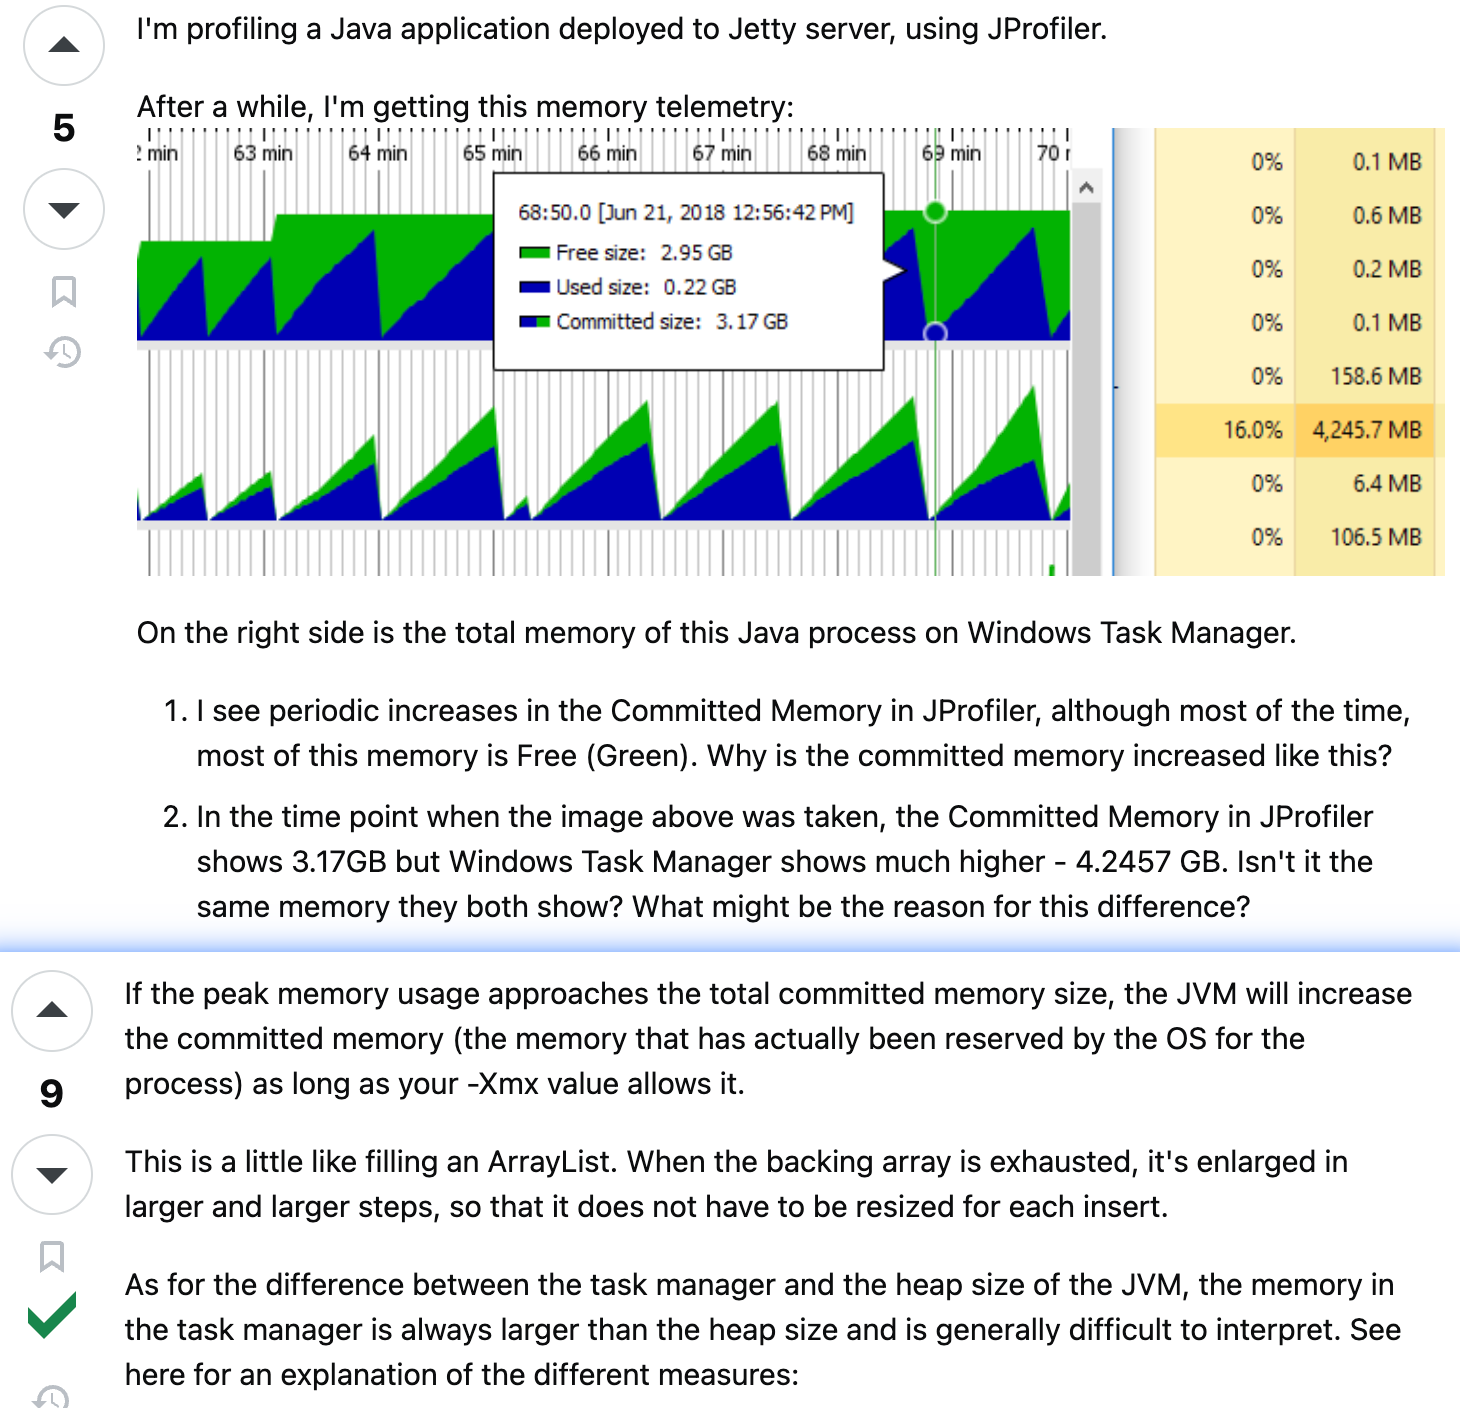 I'm profiling a Java application deployed to Jetty server, using JProfiler.
5
After a while, I'm getting this memory telemetry:
2 min 63 min 64 min 65 min 66 min 67 min 68 min 69 min 70
68:50.0 [Jun 21, 2018 12:56:42 PM]
Free size: 2.95 GB
Used size: 0.22 GB
Committed size: 3.17 GB
0% 0.1 MB
0% 0.6 MB
0% 0.2 MB
0% 0.1 MB
0% 158.6 MB
16.0% 4,245.7 MB
0% 6.4 MB
0% 106.5 MB
On the right side is the total memory of this Java process on Windows Task Manager.
1. I see periodic increases in the Committed Memory in JProfiler, although most of the time,
most of this memory is Free (Green). Why is the committed memory increased like this?
2. In the time point when the image above was taken, the Committed Memory in JProfiler
shows 3.17GB but Windows Task Manager shows much higher - 4.2457 GB. Isn't it the
same memory they both show? What might be the reason for this difference?
If the peak memory usage approaches the total committed memory size, the JVM will increase
the committed memory (the memory that has actually been reserved by the OS for the
process) as long as your -Xmx value allows it.
9
This is a little like filling an ArrayList. When the backing array is exhausted, it's enlarged in
larger and larger steps, so that it does not have to be resized for each insert.
As for the difference between the task manager and the heap size of the JVM, the memory in
the task manager is always larger than the heap size and is generally difficult to interpret. See
here for an explanation of the different measures: